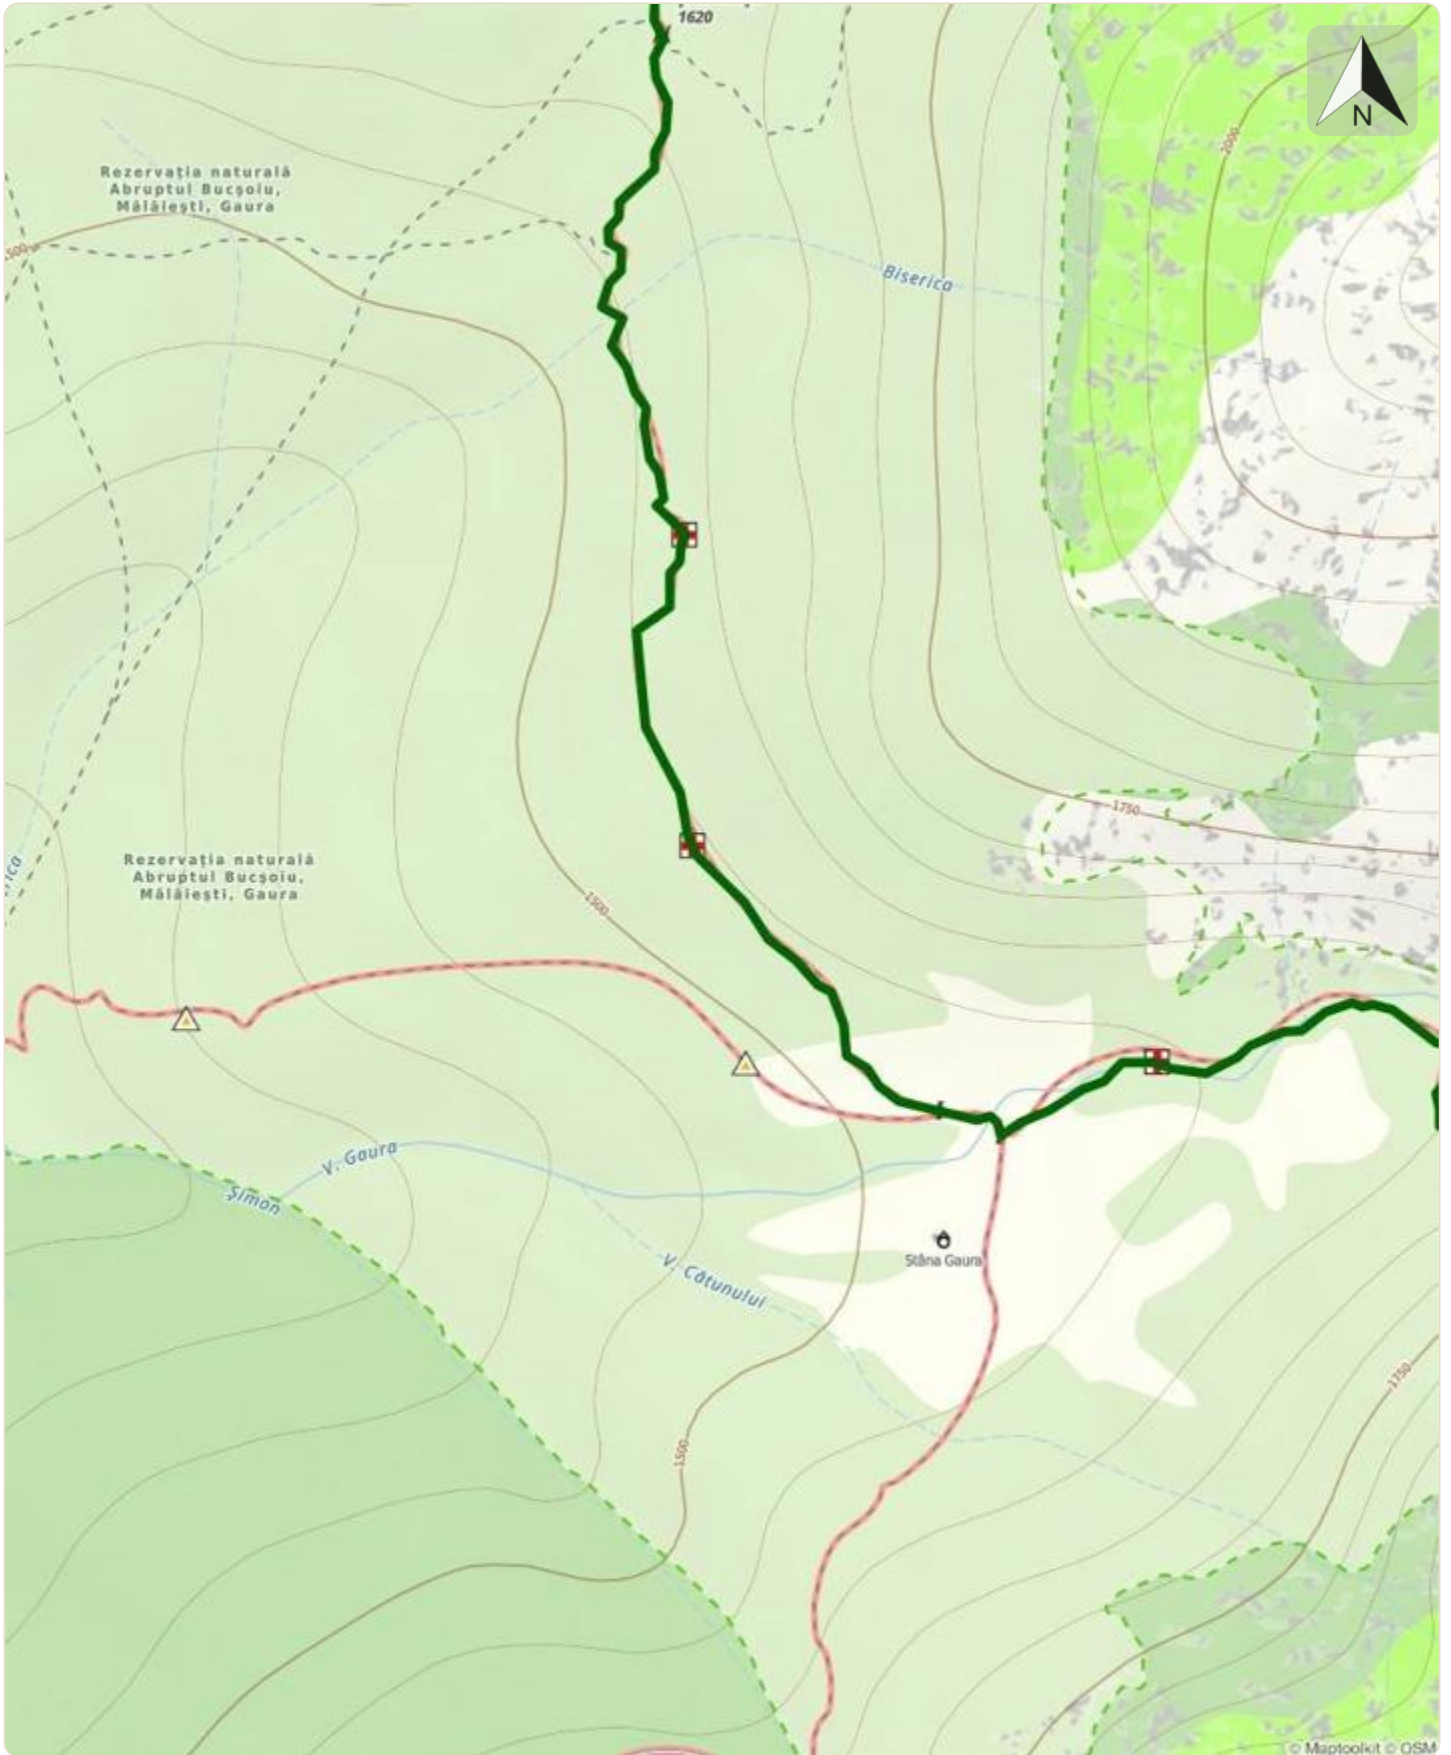 1620
N
2000
Rezervația naturală
Abruptul Bucșoiu,
Mălăiești, Gaura
Biserica
1750
Rezervația naturală
Abruptul Bucșoiu,
Mălăiești, Gaura
1500
V. Gaura
Șimon
Stâna Gaura
V. Cătunului
1750
1500
© Maptoolkit © OSM